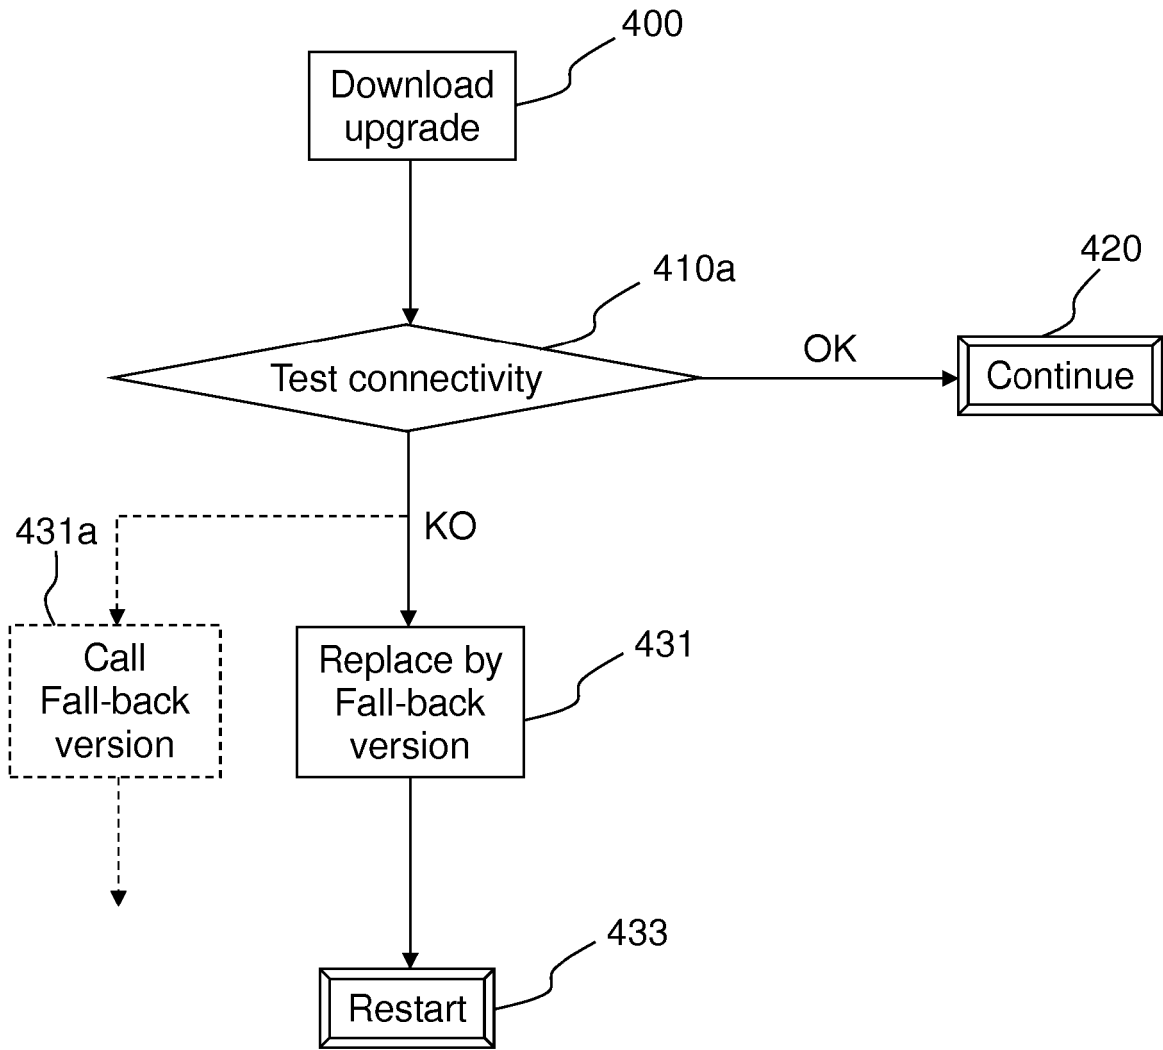 400
Download
upgrade
410a
420
Test connectivity
OK
Continue
431a
KO
Call
Fall-back
version
Replace by
Fall-back
version
431
433
Restart